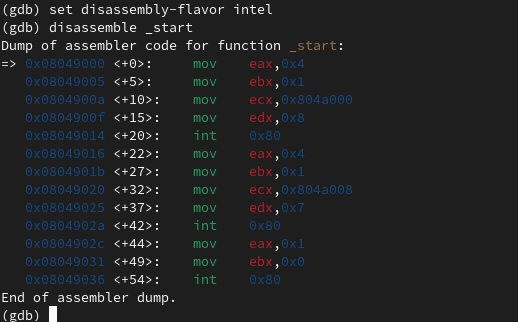 (gdb) set disassembly-flavor intel
(gdb) disassemble _start
Dump of assembler code for function _start:
=> 0x08049000 <+0>:     mov    eax,0x4
   0x08049005 <+5>:     mov    ebx,0x1
   0x0804900a <+10>:    mov    ecx,0x804a000
   0x0804900f <+15>:    mov    edx,0x8
   0x08049014 <+20>:    int    0x80
   0x08049016 <+22>:    mov    eax,0x4
   0x0804901b <+27>:    mov    ebx,0x1
   0x08049020 <+32>:    mov    ecx,0x804a008
   0x08049025 <+37>:    mov    edx,0x7
   0x0804902a <+42>:    int    0x80
   0x0804902c <+44>:    mov    eax,0x1
   0x08049031 <+49>:    mov    ebx,0x0
   0x08049036 <+54>:    int    0x80
End of assembler dump.
(gdb)